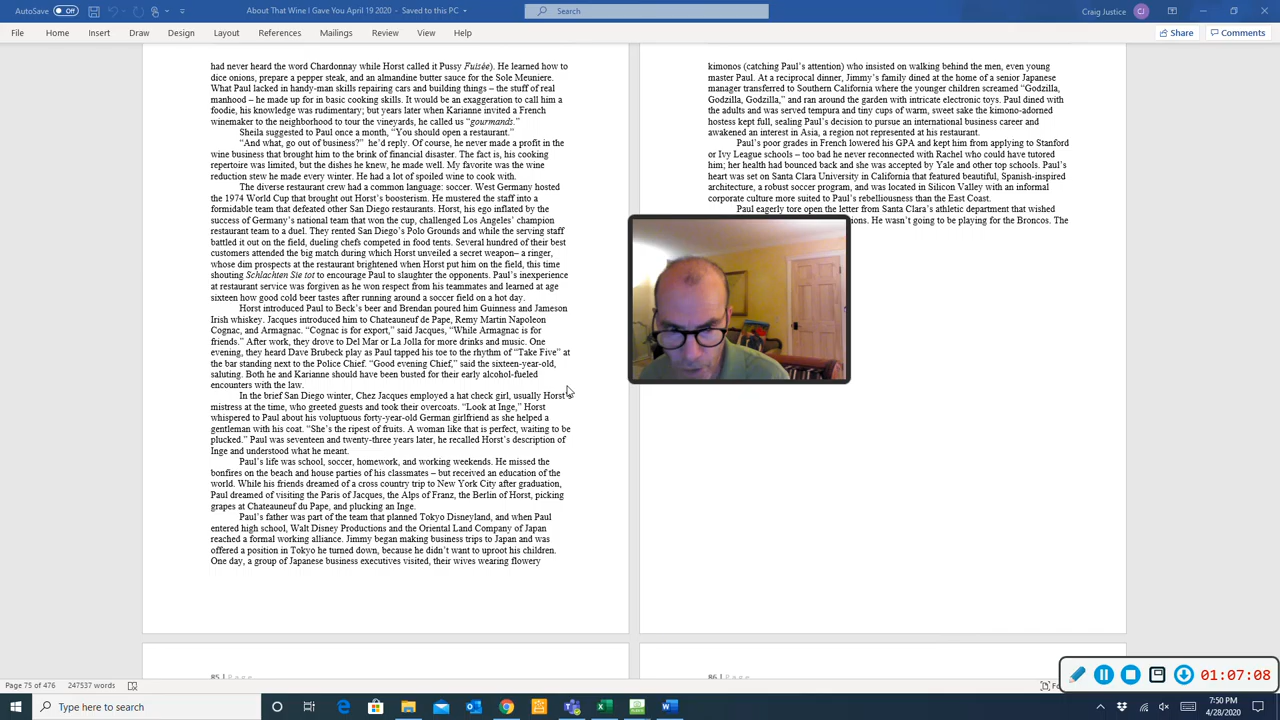 AutoSave Off
Paul That Wine I Gave You April 19 2020 - Saved to this PC
Search
Craig Justice
CJ
File Home Insert Draw Design Layout References Mailings Review View Help
Share Comments
had never heard the word Chardonnay while Horst called it Pussy Fuisée). He learned how to
dice onions, prepare a pepper steak, and an almandine butter sauce for the Sole Meuniere.
What Paul lacked in handy-man skills repairing cars and building things – the stuff of real
manhood – he made up for in basic cooking skills. It would be an exaggeration to call him a
foodie, his knowledge was rudimentary; but years later when Karianne invited a French
winemaker to the neighborhood to tour the vineyards, he called us “gourmands.”
Sheila suggested to Paul once a month, “You should open a restaurant.”
“And what, go out of business?” he’d reply. Of course, he never made a profit in the
wine business that brought him to the brink of financial disaster. The fact is, his cooking
repertoire was limited, but the dishes he knew, he made well. My favorite was the wine
reduction stew he made every winter. He had a lot of spoiled wine to cook with.
The diverse restaurant crew had a common language: soccer. West Germany hosted
the 1974 World Cup that brought out Horst’s boosterism. He mustered the staff into a
formidable team that defeated other San Diego restaurants. Horst, his ego inflated by the
success of Germany’s national team that won the cup, challenged Los Angeles’ champion
restaurant team to a duel. They rented San Diego’s Polo Grounds and while the serving staff
battled it out on the field, dueling chefs competed in food tents. Several hundred of their best
customers attended the big match during which Horst unveiled a secret weapon– a ringer,
whose dim prospects at the restaurant brightened when Horst put him on the field, this time
shouting Schlachten Sie tot to encourage Paul to slaughter the opponents. Paul’s inexperience
at restaurant service was forgiven as he won respect from his teammates and learned at age
sixteen how good cold beer tastes after running around a soccer field on a hot day.
Horst introduced Paul to Beck’s beer and Brendan poured him Guinness and Jameson
Irish whiskey. Jacques introduced him to Chateauneuf de Pape, Remy Martin Napoleon
Cognac, and Armagnac. “Cognac is for export,” said Jacques, “While Armagnac is for
friends.” After work, they drove to Del Mar or La Jolla for more drinks and music. One
evening, they heard Dave Brubeck play as Paul tapped his toe to the rhythm of “Take Five” at
the bar standing next to the Police Chief. “Good evening Chief,” said the sixteen-year-old,
saluting. Both he and Karianne should have been busted for their early alcohol-fueled
encounters with the law.
In the brief San Diego winter, Chez Jacques employed a hat check girl, usually Horst’s
mistress at the time, who greeted guests and took their overcoats. “Look at Inge,” Horst
whispered to Paul about his voluptuous forty-year-old German girlfriend as she helped a
gentleman with his coat. “She’s the ripest of fruits. A woman like that is perfect, waiting to be
plucked.” Paul was seventeen and twenty-three years later, he recalled Horst’s description of
Inge and understood what he meant.
Paul’s life was school, soccer, homework, and working weekends. He missed the
bonfires on the beach and house parties of his classmates – but received an education of the
world. While his friends dreamed of a cross country trip to New York City after graduation,
Paul dreamed of visiting the Paris of Jacques, the Alps of Franz, the Berlin of Horst, picking
grapes at Chateauneuf du Pape, and plucking an Inge.
Paul’s father was part of the team that planned Tokyo Disneyland, and when Paul
entered high school, Walt Disney Productions and the Oriental Land Company of Japan
reached a formal working alliance. Jimmy began making business trips to Japan and was
offered a position in Tokyo he turned down, because he didn’t want to uproot his children.
One day, a group of Japanese business executives visited, their wives wearing flowery
kimonos (catching Paul’s attention) who insisted on walking behind the men, even young
master Paul. At a reciprocal dinner, Jimmy’s family dined at the home of a senior Japanese
manager transferred to Southern California where the younger children screamed “Godzilla,
Godzilla, Godzilla,” and ran around the garden with intricate electronic toys. Paul dined with
the adults and was served tempura and tiny cups of warm, sweet sake the kimono-adorned
hostess kept full, sealing Paul’s decision to pursue an international business career and
awakened an interest in Asia, a region not represented at his restaurant.
Paul’s poor grades in French lowered his GPA and kept him from applying to Stanford
or Ivy League schools – too bad he never reconnected with Rachel who could have tutored
him; her health had bounced back and she was accepted by Yale and other top schools. Paul’s
heart was set on Santa Clara University in California that featured beautiful, Spanish-inspired
architecture, a robust soccer program, and was located in Silicon Valley with an informal
corporate culture more suited to Paul’s rebelliousness than the East Coast.
Paul eagerly tore open the letter from Santa Clara’s athletic department that wished
ions. He wasn’t going to be playing for the Broncos. The
85 | Page
86 | Page
Page 75 of 476 247537 words
01:07:08
Type here to search
7:50 PM
4/28/2020